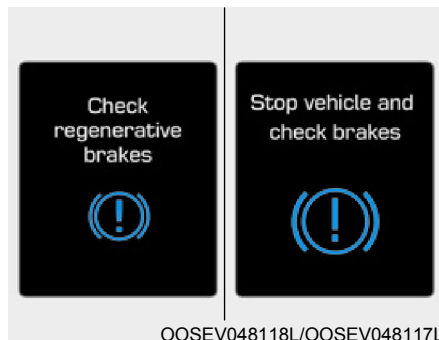 Check
regenerative
brakes
Stop vehicle and
check brakes
OOSEV048118L/OOSEV048117L